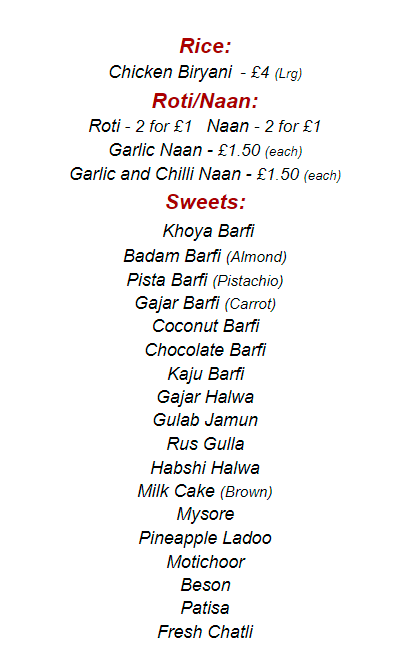 Rice:
Chicken Biryani - £4 (Lrg)
Roti/Naan:
Roti - 2 for £1 Naan - 2 for £1
Garlic Naan - £1.50 (each)
Garlic and Chilli Naan - £1.50 (each)
Sweets:
Khoya Barfi
Badam Barfi (Almond)
Pista Barfi (Pistachio)
Gajar Barfi (Carrot)
Coconut Barfi
Chocolate Barfi
Kaju Barfi
Gajar Halwa
Gulab Jamun
Rus Gulla
Habshi Halwa
Milk Cake (Brown)
Mysore
Pineapple Ladoo
Motichoor
Beson
Patisa
Fresh Chatli